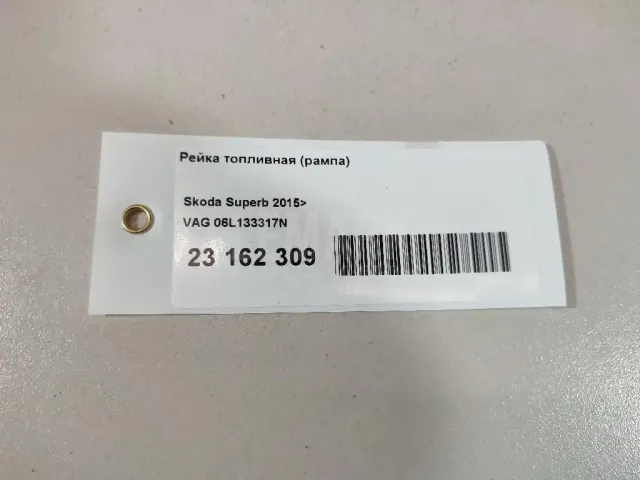 Рейка топливная (рампа)
Skoda Superb 2015>
VAG 06L133317N
23 162 309